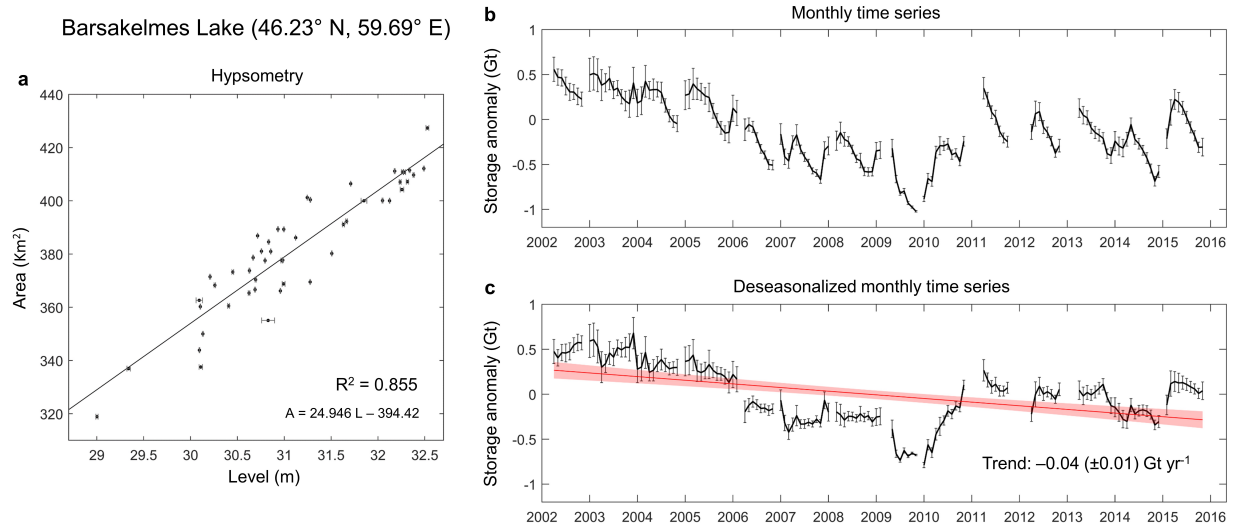 Barsakelmes Lake (46.23° N, 59.69° E)
a
Hypsometry
440
420
400
380
360
340
320
Area (Km²)
R² = 0.855
A = 24.946 L – 394.42
29 29.5 30 30.5 31 31.5 32 32.5
Level (m)
b
Monthly time series
1
0.5
0
-0.5
-1
Storage anomaly (Gt)
2002 2003 2004 2005 2006 2007 2008 2009 2010 2011 2012 2013 2014 2015 2016
c
Deseasonalized monthly time series
1
0.5
0
-0.5
-1
Storage anomaly (Gt)
Trend: –0.04 (±0.01) Gt yr⁻¹
2002 2003 2004 2005 2006 2007 2008 2009 2010 2011 2012 2013 2014 2015 2016